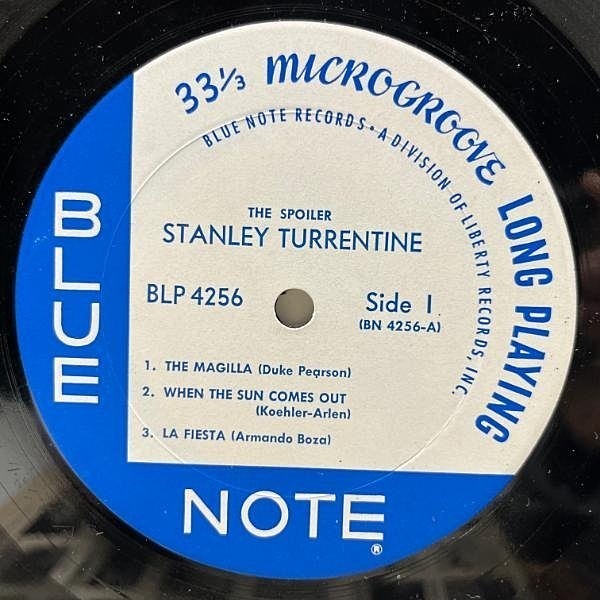 33⅓ MICROGROOVE LONG PLAYING
BLUE NOTE RECORDS • A DIVISION OF LIBERTY RECORDS, INC.
BLUE
THE SPOILER
STANLEY TURRENTINE
BLP 4256
Side 1
(BN 4256-A)
1. THE MAGILLA (Duke Pearson)
2. WHEN THE SUN COMES OUT
(Koehler-Arlen)
3. LA FIESTA (Armando Boza)
NOTE®